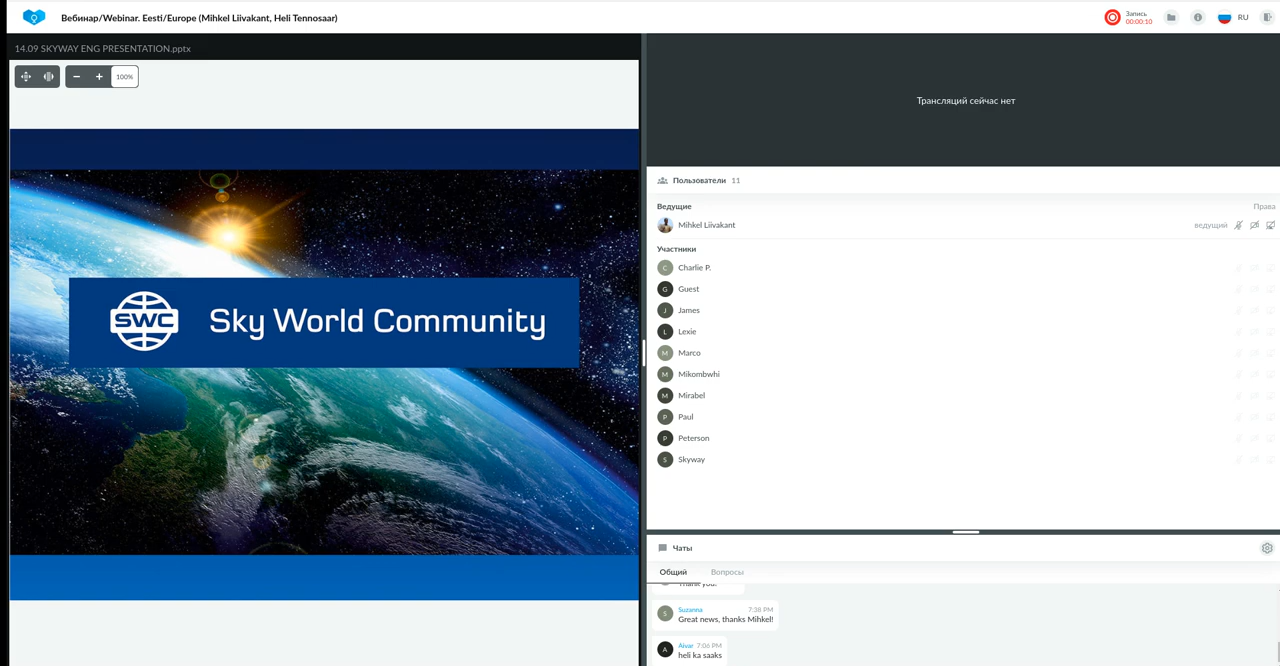 Вебинар/Webinar. Eesti/Europe (Mihkel Liivakant, Heli Tennosaar)
Запись
00:00:10
RU
14.09 SKYWAY ENG PRESENTATION.pptx
100%
SWC Sky World Community
Трансляций сейчас нет
Пользователи 11
Ведущие Права
Mihkel Liivakant ведущий
Участники
C Charlie P.
G Guest
J James
L Lexie
M Marco
M Mikombwhi
M Mirabel
P Paul
P Peterson
S Skyway
Чаты
Общий Вопросы
Thank you!
S Suzanna 7:38 PM
Great news, thanks Mihkel!
A Aivar 7:06 PM
heli ka saaks